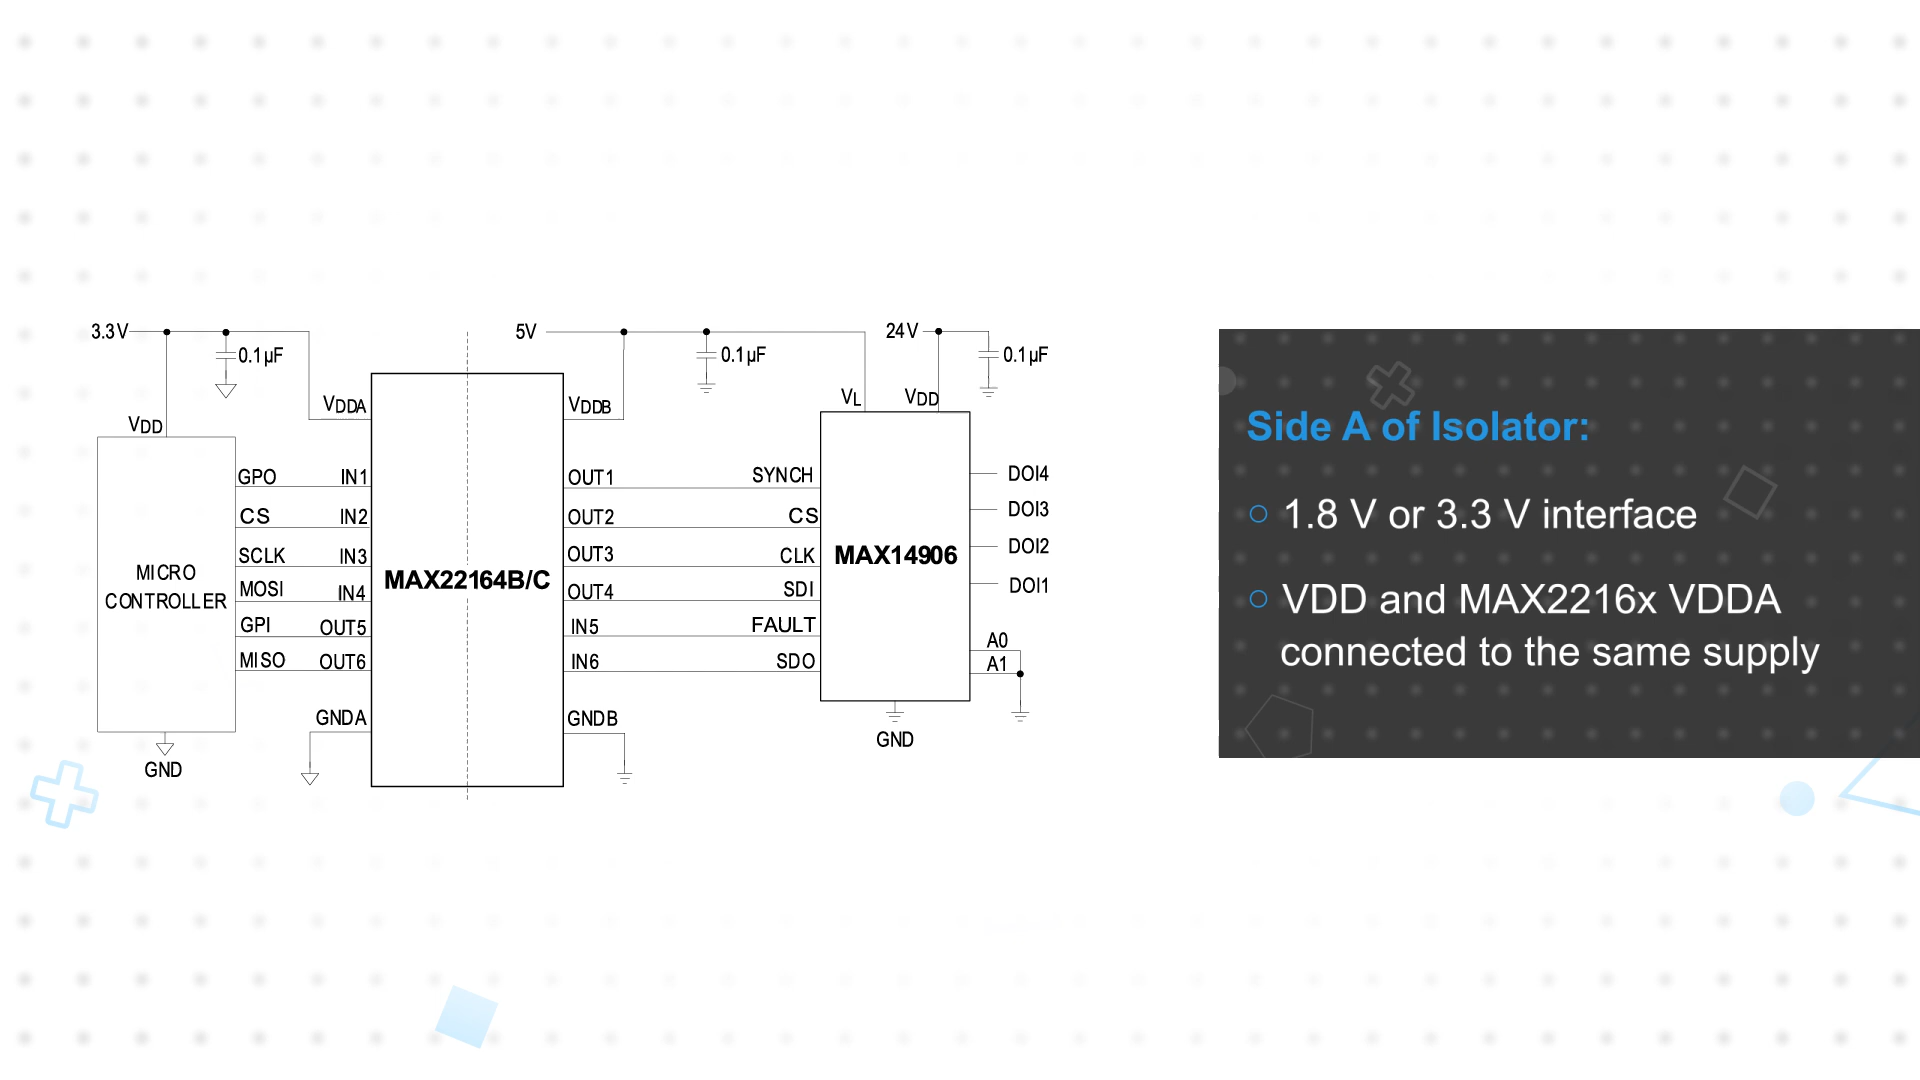 3.3V
0.1µF
5V
0.1µF
24V
0.1µF
VDD
VDDA
VDDB
VL
VDD
MICRO
CONTROLLER
GPO
CS
SCLK
MOSI
GPI
MISO
GND
IN1
IN2
IN3
IN4
OUT5
OUT6
GNDA
MAX22164B/C
OUT1
OUT2
OUT3
OUT4
IN5
IN6
GNDB
SYNCH
CS
CLK
SDI
FAULT
SDO
MAX14906
DOI4
DOI3
DOI2
DOI1
A0
A1
GND
Side A of Isolator:
1.8 V or 3.3 V interface
VDD and MAX2216x VDDA
connected to the same supply